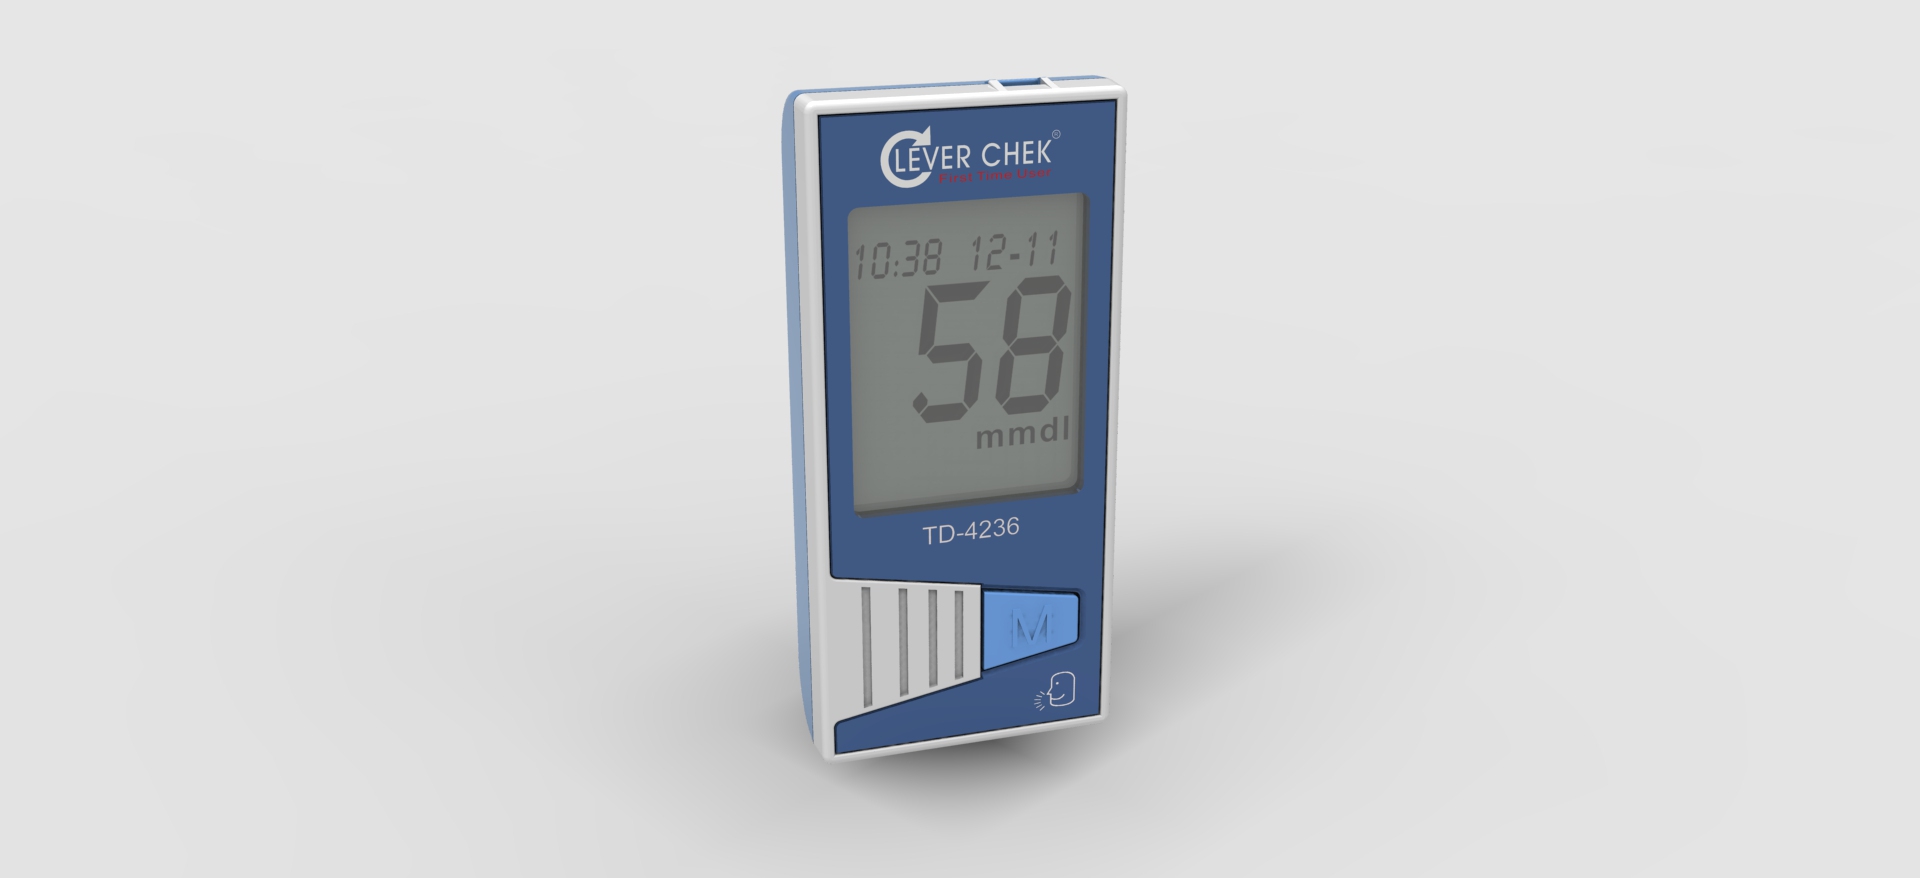 CLEVER CHEK®
First Time User
10:38 12-11
58
mmdl
TD-4236
M